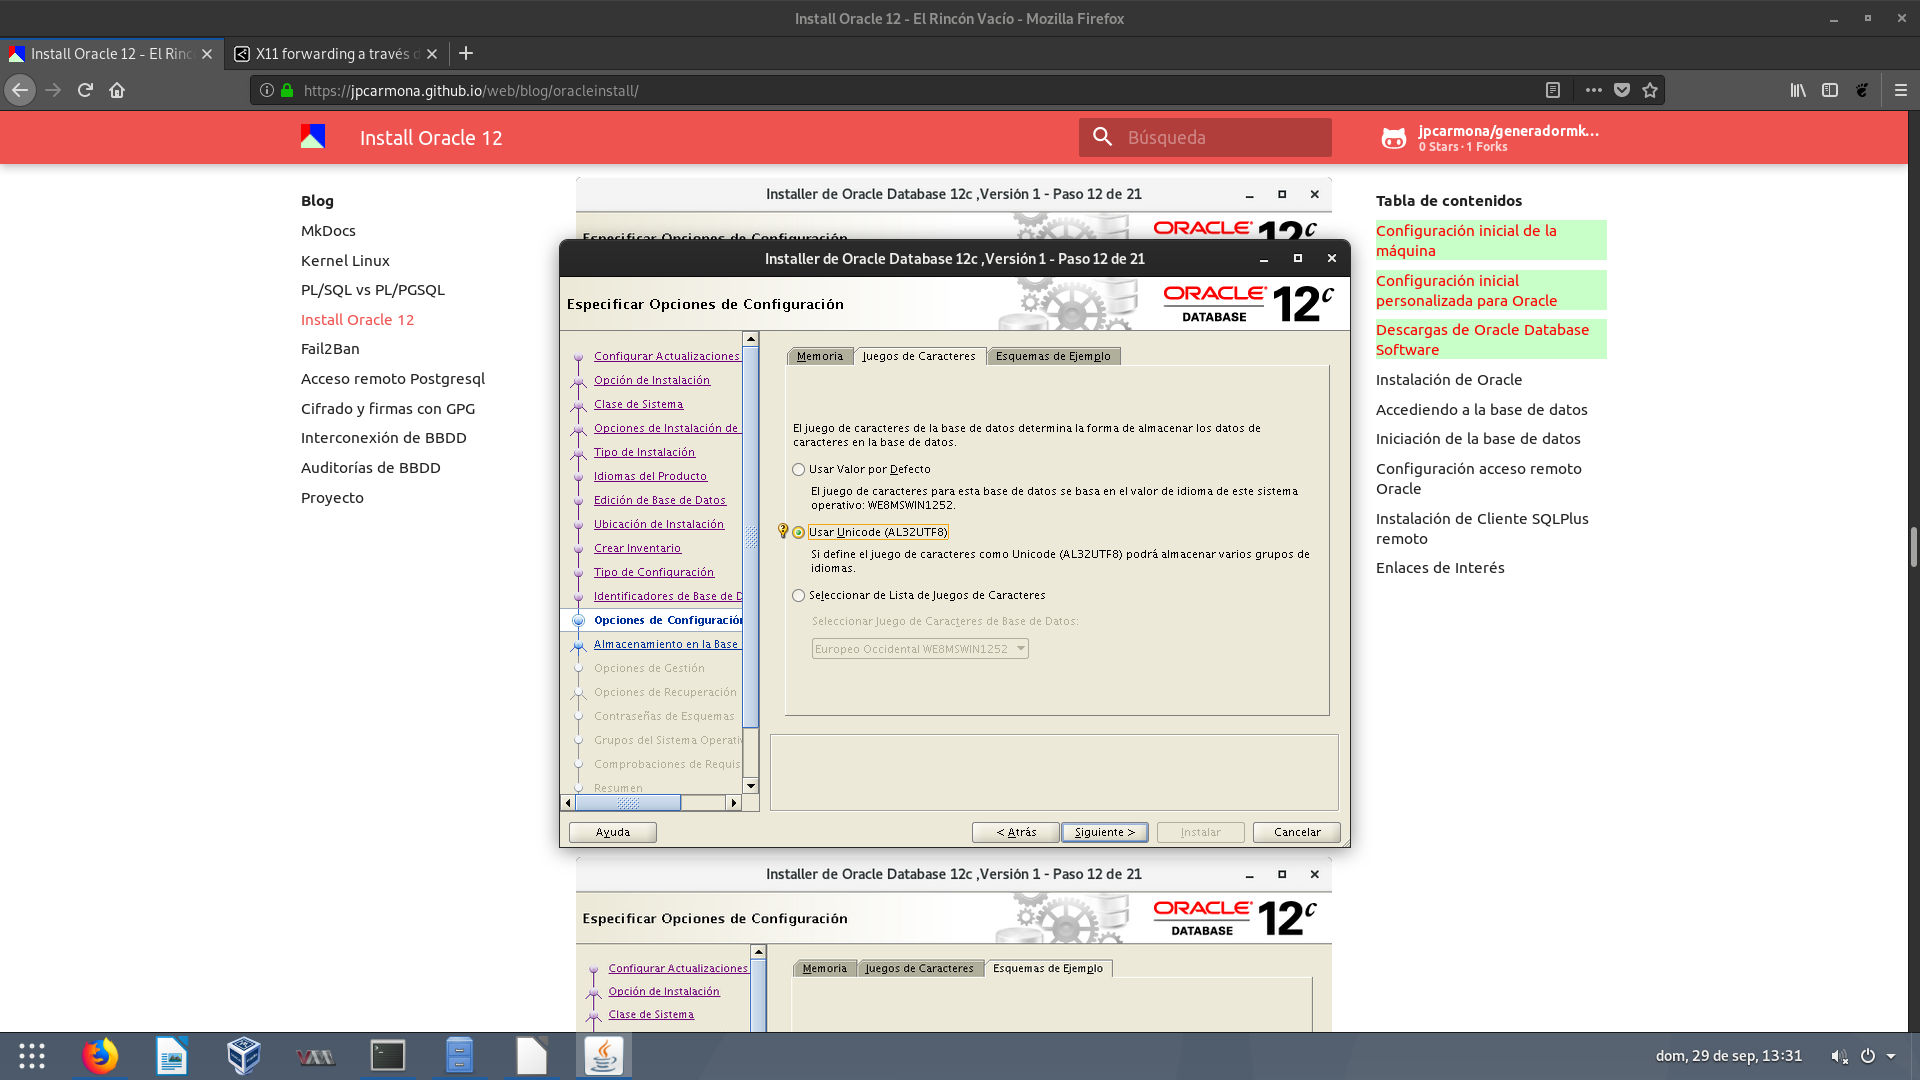 Install Oracle 12 - El Rincón Vacío - Mozilla Firefox
Install Oracle 12 - El Rinc
X11 forwarding a través d
https://jpcarmona.github.io/web/blog/oracleinstall/
Install Oracle 12
Búsqueda
jpcarmona/generadormk...
0 Stars · 1 Forks
Blog
MkDocs
Kernel Linux
PL/SQL vs PL/PGSQL
Install Oracle 12
Fail2Ban
Acceso remoto Postgresql
Cifrado y firmas con GPG
Interconexión de BBDD
Auditorías de BBDD
Proyecto
Installer de Oracle Database 12c ,Versión 1 - Paso 12 de 21
Especificar Opciones de Configuración
ORACLE
12c
Installer de Oracle Database 12c ,Versión 1 - Paso 12 de 21
Especificar Opciones de Configuración
ORACLE
DATABASE
12c
Configurar Actualizaciones
Opción de Instalación
Clase de Sistema
Opciones de Instalación de
Tipo de Instalación
Idiomas del Producto
Edición de Base de Datos
Ubicación de Instalación
Crear Inventario
Tipo de Configuración
Identificadores de Base de D
Opciones de Configuración
Almacenamiento en la Base
Opciones de Gestión
Opciones de Recuperación
Contraseñas de Esquemas
Grupos del Sistema Operativ
Comprobaciones de Requis
Resumen
Memoria
Juegos de Caracteres
Esquemas de Ejemplo
El juego de caracteres de la base de datos determina la forma de almacenar los datos de
caracteres en la base de datos.
Usar Valor por Defecto
El juego de caracteres para esta base de datos se basa en el valor de idioma de este sistema
operativo: WE8MSWIN1252.
Usar Unicode (AL32UTF8)
Si define el juego de caracteres como Unicode (AL32UTF8) podrá almacenar varios grupos de
idiomas.
Seleccionar de Lista de Juegos de Caracteres
Seleccionar Juego de Caracteres de Base de Datos:
Europeo Occidental WE8MSWIN1252
Ayuda
< Atrás
Siguiente >
Instalar
Cancelar
Installer de Oracle Database 12c ,Versión 1 - Paso 12 de 21
Especificar Opciones de Configuración
ORACLE
DATABASE
12c
Configurar Actualizaciones
Opción de Instalación
Clase de Sistema
Memoria
Juegos de Caracteres
Esquemas de Ejemplo
Tabla de contenidos
Configuración inicial de la
máquina
Configuración inicial
personalizada para Oracle
Descargas de Oracle Database
Software
Instalación de Oracle
Accediendo a la base de datos
Iniciación de la base de datos
Configuración acceso remoto
Oracle
Instalación de Cliente SQLPlus
remoto
Enlaces de Interés
dom, 29 de sep, 13:31